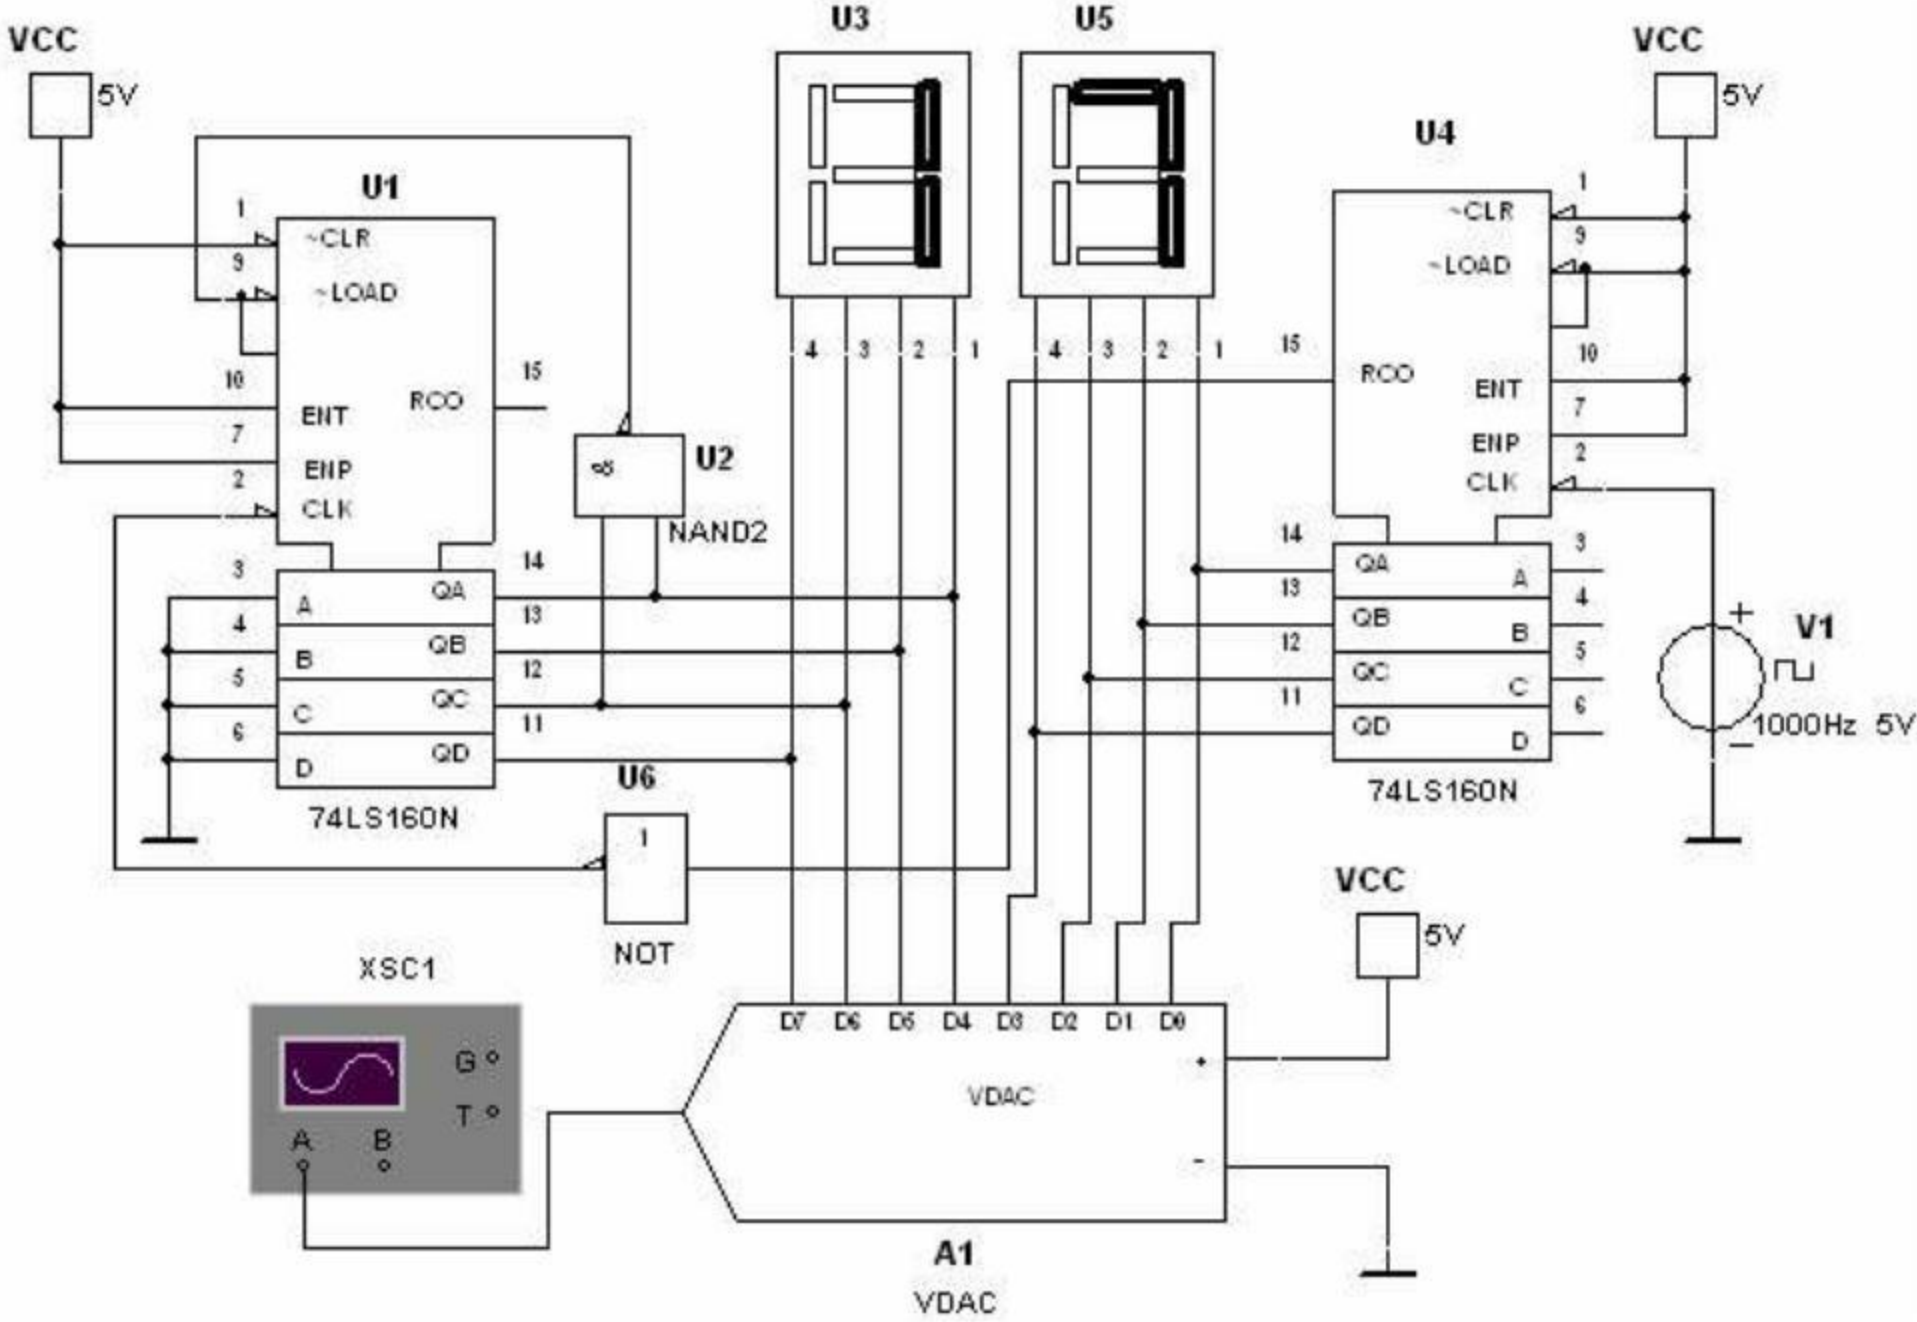 U3
U5
VCC
5V
VCC
5V
U1
U4
1
~CLR
9
~LOAD
10
ENT
7
ENP
2
CLK
15
RCO
3
A
4
B
5
C
6
D
14
QA
13
QB
12
QC
11
QD
74LS160N
&
U2
NAND2
4
3
2
1
4
3
2
1
1
~CLR
9
~LOAD
15
RCO
10
ENT
7
ENP
2
CLK
14
QA
13
QB
12
QC
11
QD
3
A
4
B
5
C
6
D
74LS160N
+
V1
1000Hz 5V
−
U6
1
NOT
XSC1
G
T
A
B
D7 D6 D5 D4 D3 D2 D1 D0
+
VDAC
-
VCC
5V
A1
VDAC